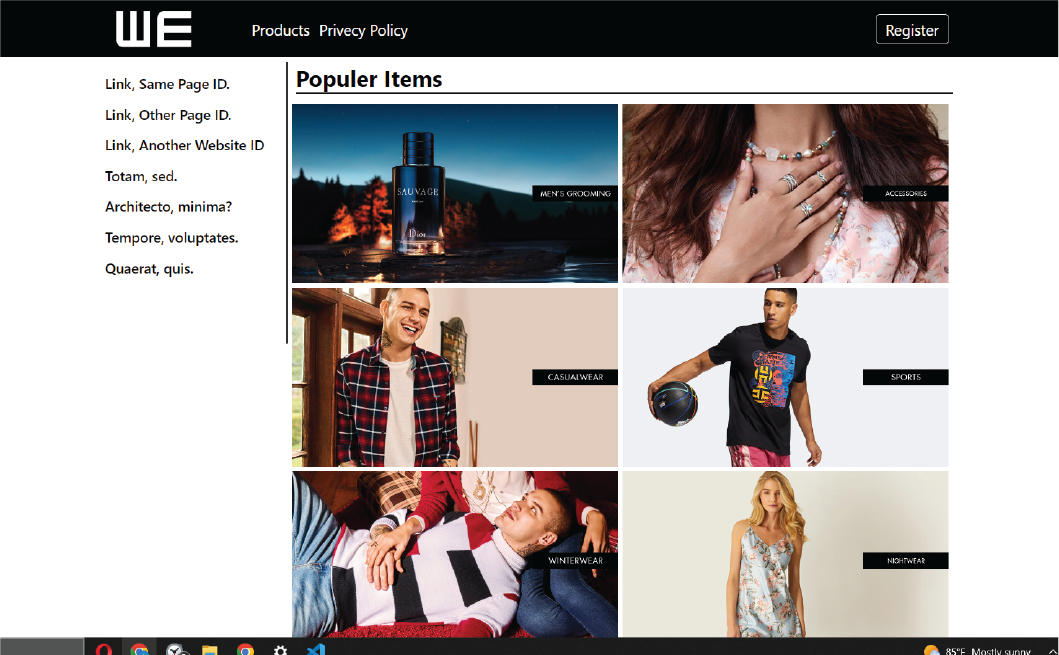 WE
Products Privecy Policy
Register
Link, Same Page ID.
Link, Other Page ID.
Link, Another Website ID
Totam, sed.
Architecto, minima?
Tempore, voluptates.
Quaerat, quis.
Populer Items
SAUVAGE
Dior
MEN'S GROOMING
ACCESSORIES
CASUALWEAR
SPORTS
WINTERWEAR
NIGHTWEAR
85°F Mostly sunny